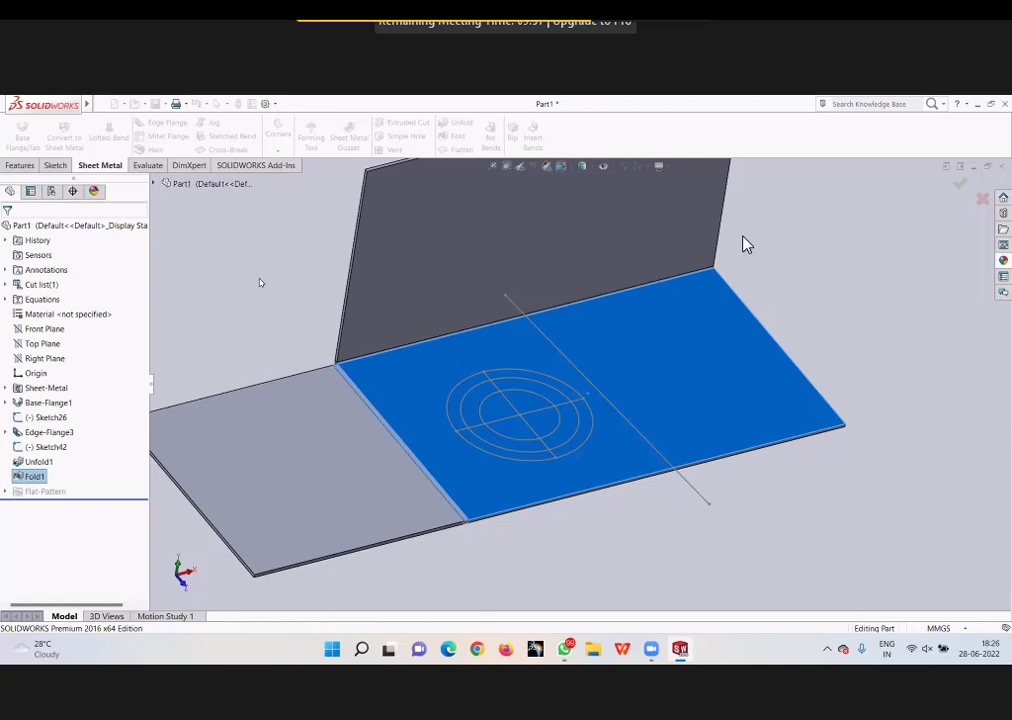 Remaining Meeting Time: 09:37 | Upgrade to Pro
SOLIDWORKS
Part1 *
Search Knowledge Base
Base Flange
Convert to Sheet Metal
Lofted-Bend
Edge Flange
Miter Flange
Hem
Jog
Sketched Bend
Cross-Break
Corners
Forming Tool
Sheet Metal Gusset
Extruded Cut
Simple Hole
Vent
Unfold
Fold
Flatten
No Bends
Rip
Insert Bends
Features Sketch Sheet Metal Evaluate DimXpert SOLIDWORKS Add-Ins
Part1 (Default<<Def...
Part1 (Default<<Default>_Display Sta
History
Sensors
Annotations
Cut list(1)
Equations
Material <not specified>
Front Plane
Top Plane
Right Plane
Origin
Sheet-Metal
Base-Flange1
(-) Sketch26
Edge-Flange3
(-) Sketch42
Unfold1
Fold1
Flat-Pattern
Y
X
Z
Model 3D Views Motion Study 1
SOLIDWORKS Premium 2016 x64 Edition
Editing Part
MMGS
28°C
Cloudy
99
ENG
IN
18:26
28-06-2022